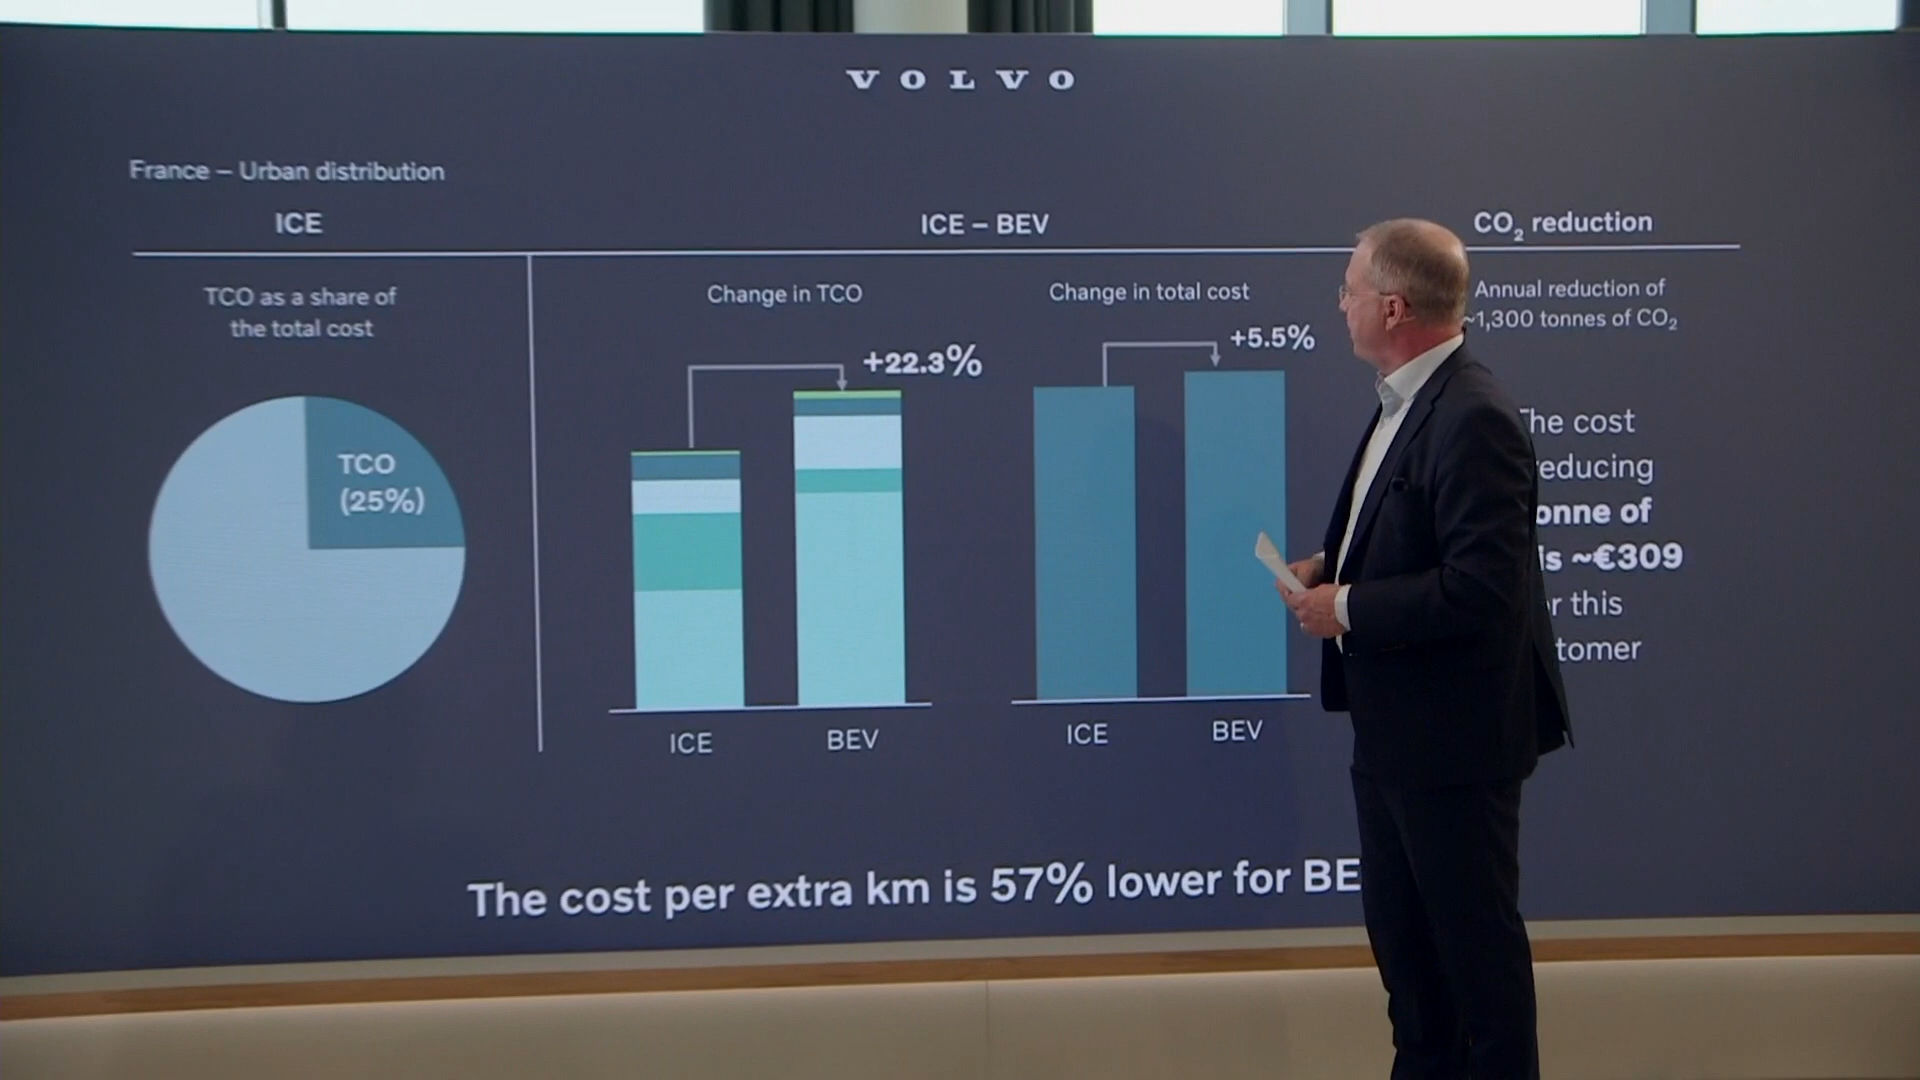 VOLVO
France – Urban distribution
ICE
ICE – BEV
CO₂ reduction
TCO as a share of
the total cost
TCO
(25%)
Change in TCO
+22.3%
ICE
BEV
Change in total cost
+5.5%
ICE
BEV
Annual reduction of
~1,300 tonnes of CO₂
The cost
reducing
tonne of
is ~€309
this
The cost per extra km is 57% lower for